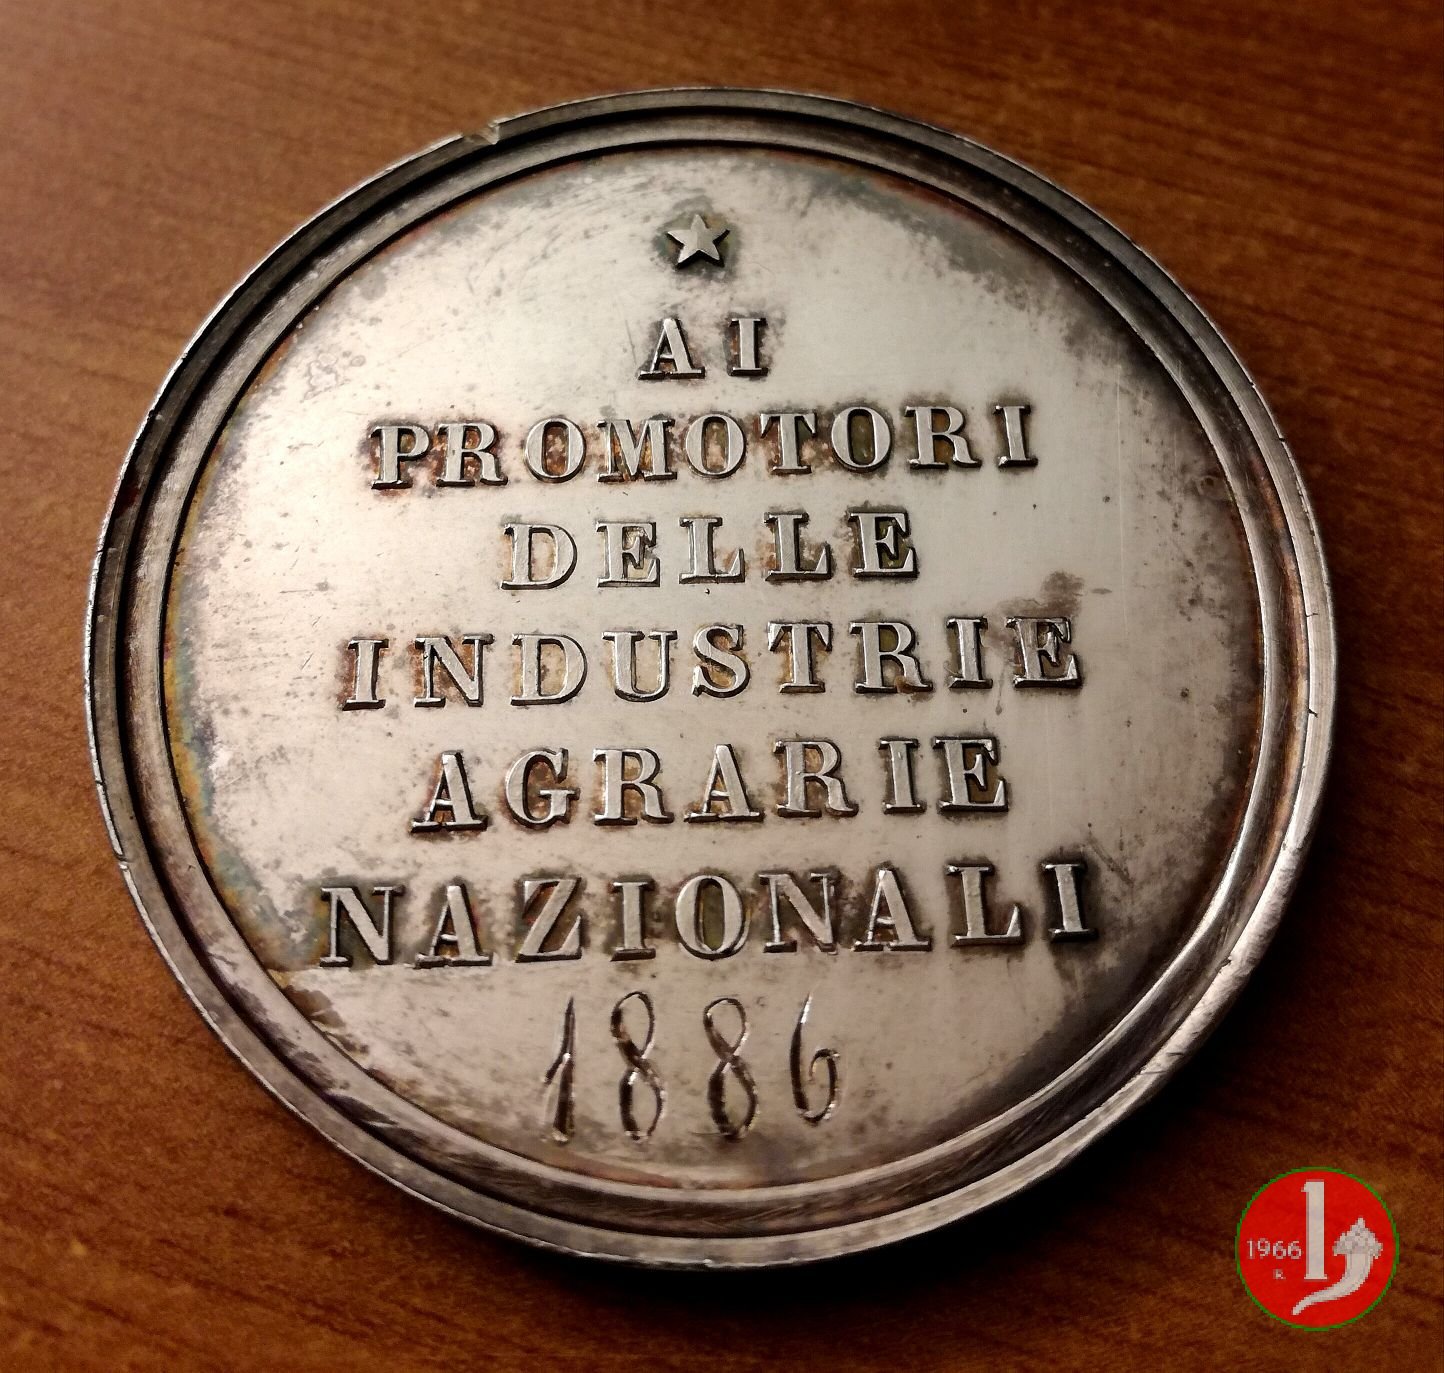 AI
PROMOTORI
DELLE
INDUSTRIE
AGRARIE
NAZIONALI
1886
1966
R